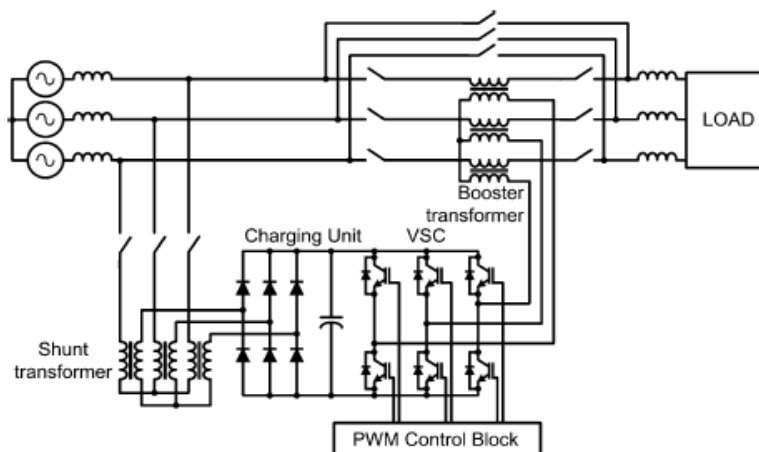 LOAD
Booster
transformer
Charging Unit
VSC
Shunt
transformer
PWM Control Block